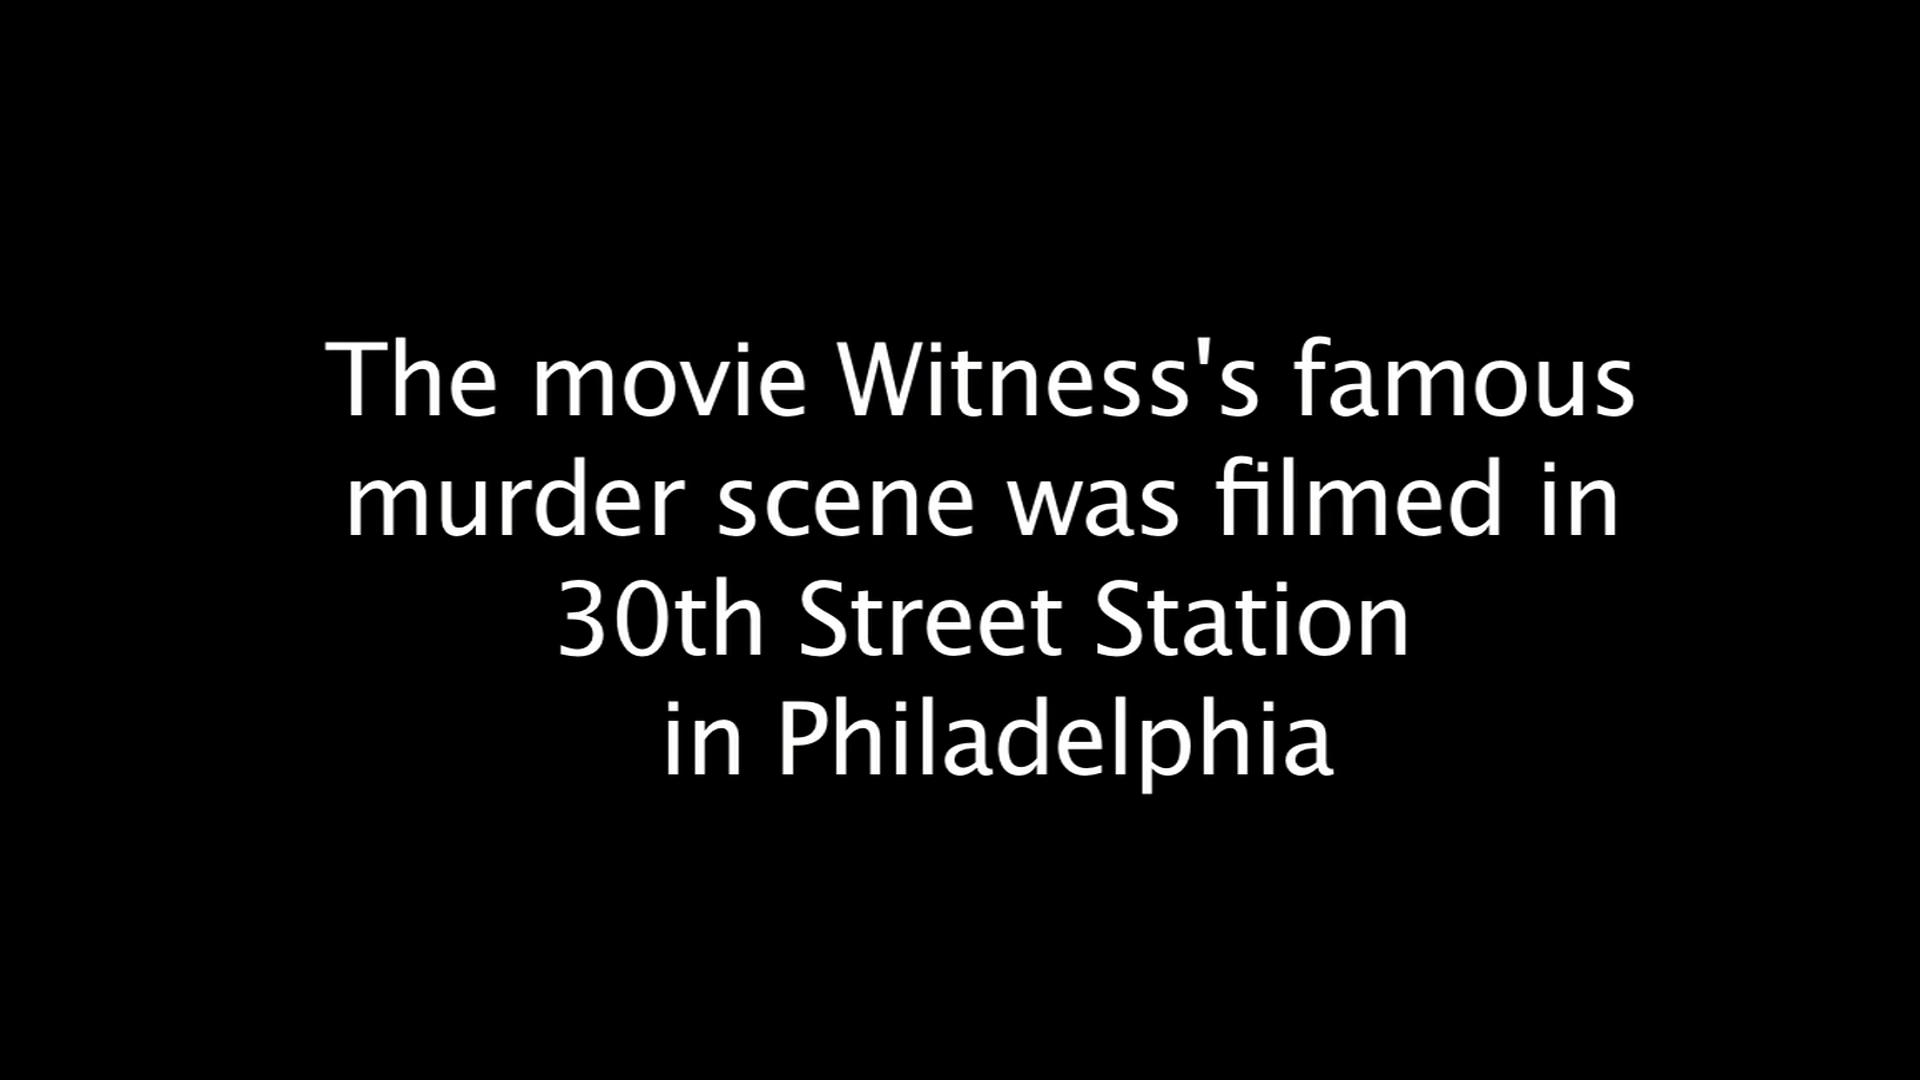 The movie Witness's famous
murder scene was filmed in
30th Street Station
in Philadelphia